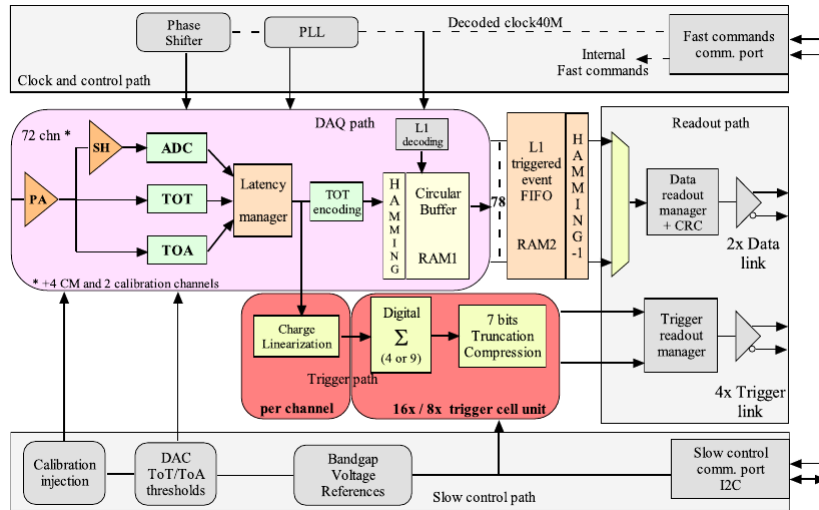 Phase
Shifter
PLL
Decoded clock40M
Fast commands
comm. port
Internal
Fast commands
Clock and control path
72 chn *
DAQ path
L1
decoding
Readout path
SH
ADC
PA
TOT
TOA
Latency
manager
TOT
encoding
HAMMING
Circular
Buffer
RAM1
78
L1
triggered
event
FIFO
RAM2
HAMMING-1
Data
readout
manager
+ CRC
2x Data
link
* +4 CM and 2 calibration channels
Charge
Linearization
Digital
Σ
(4 or 9)
7 bits
Truncation
Compression
Trigger path
Trigger
readout
manager
4x Trigger
link
per channel
16x / 8x trigger cell unit
Calibration
injection
DAC
ToT/ToA
thresholds
Bandgap
Voltage
References
Slow control path
Slow control
comm. port
I2C